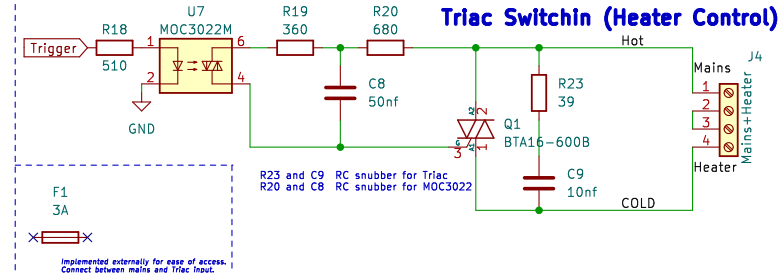 Triac Switchin (Heater Control)
U7
MOC3022M
R19
360
R20
680
Hot
R18
510
Trigger
1
2
6
4
GND
C8
50nf
A2
2
G
3
A1
1
Q1
BTA16-600B
R23
39
C9
10nf
COLD
J4
Mains
1
2
3
4
Heater
Mains+Heater
R23 and C9 RC snubber for Triac
R20 and C8 RC snubber for MOC3022
F1
3A
Implemented externally for ease of access.
Connect between mains and Triac input.